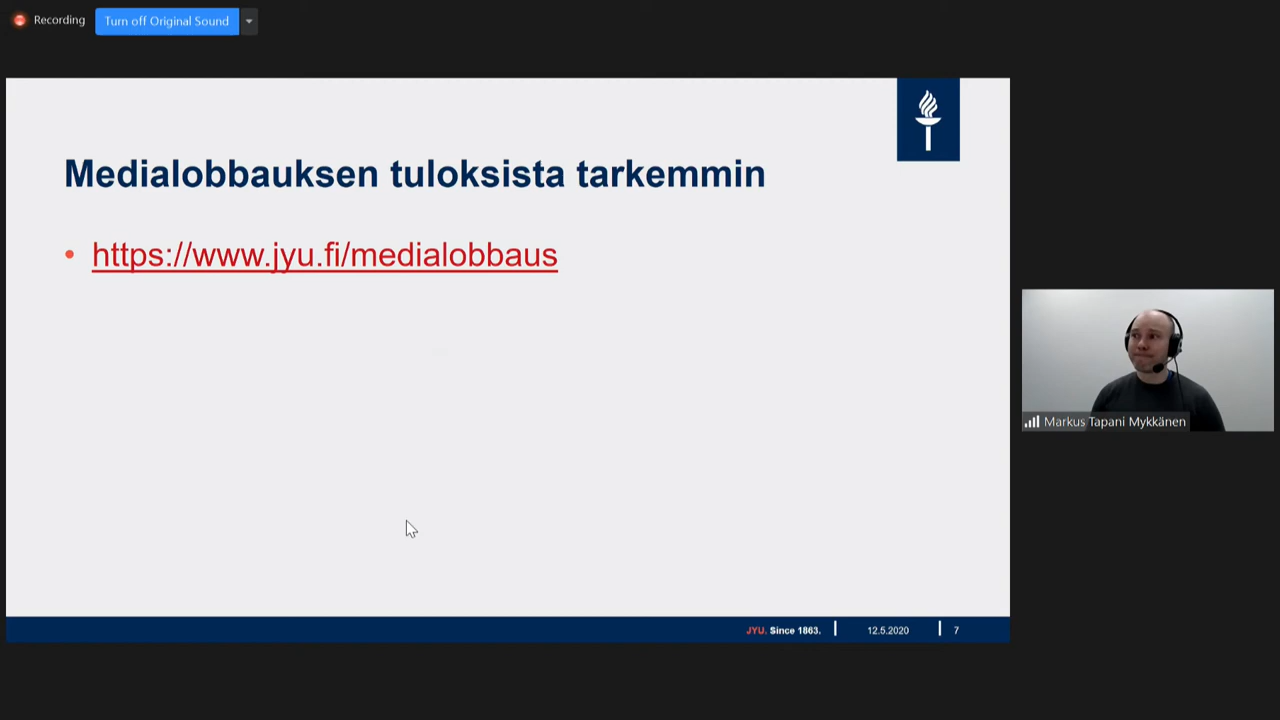 Recording
Turn off Original Sound
Medialobbauksen tuloksista tarkemmin
• https://www.jyu.fi/medialobbaus
Markus Tapani Mykkänen
JYU. Since 1863.
12.5.2020
7